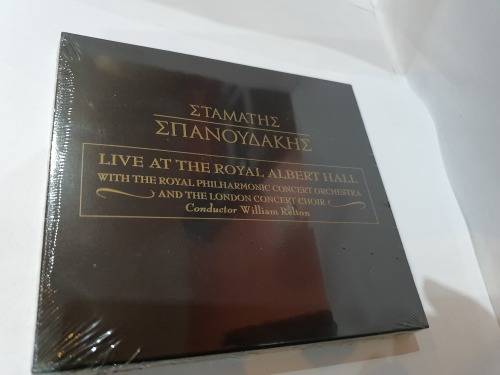 ΣΤΑΜΑΤΗΣ
ΣΠΑΝΟΥΔΑΚΗΣ
LIVE AT THE ROYAL ALBERT HALL
WITH THE ROYAL PHILHARMONIC CONCERT ORCHESTRA
AND THE LONDON CONCERT CHOIR
Conductor William Relton